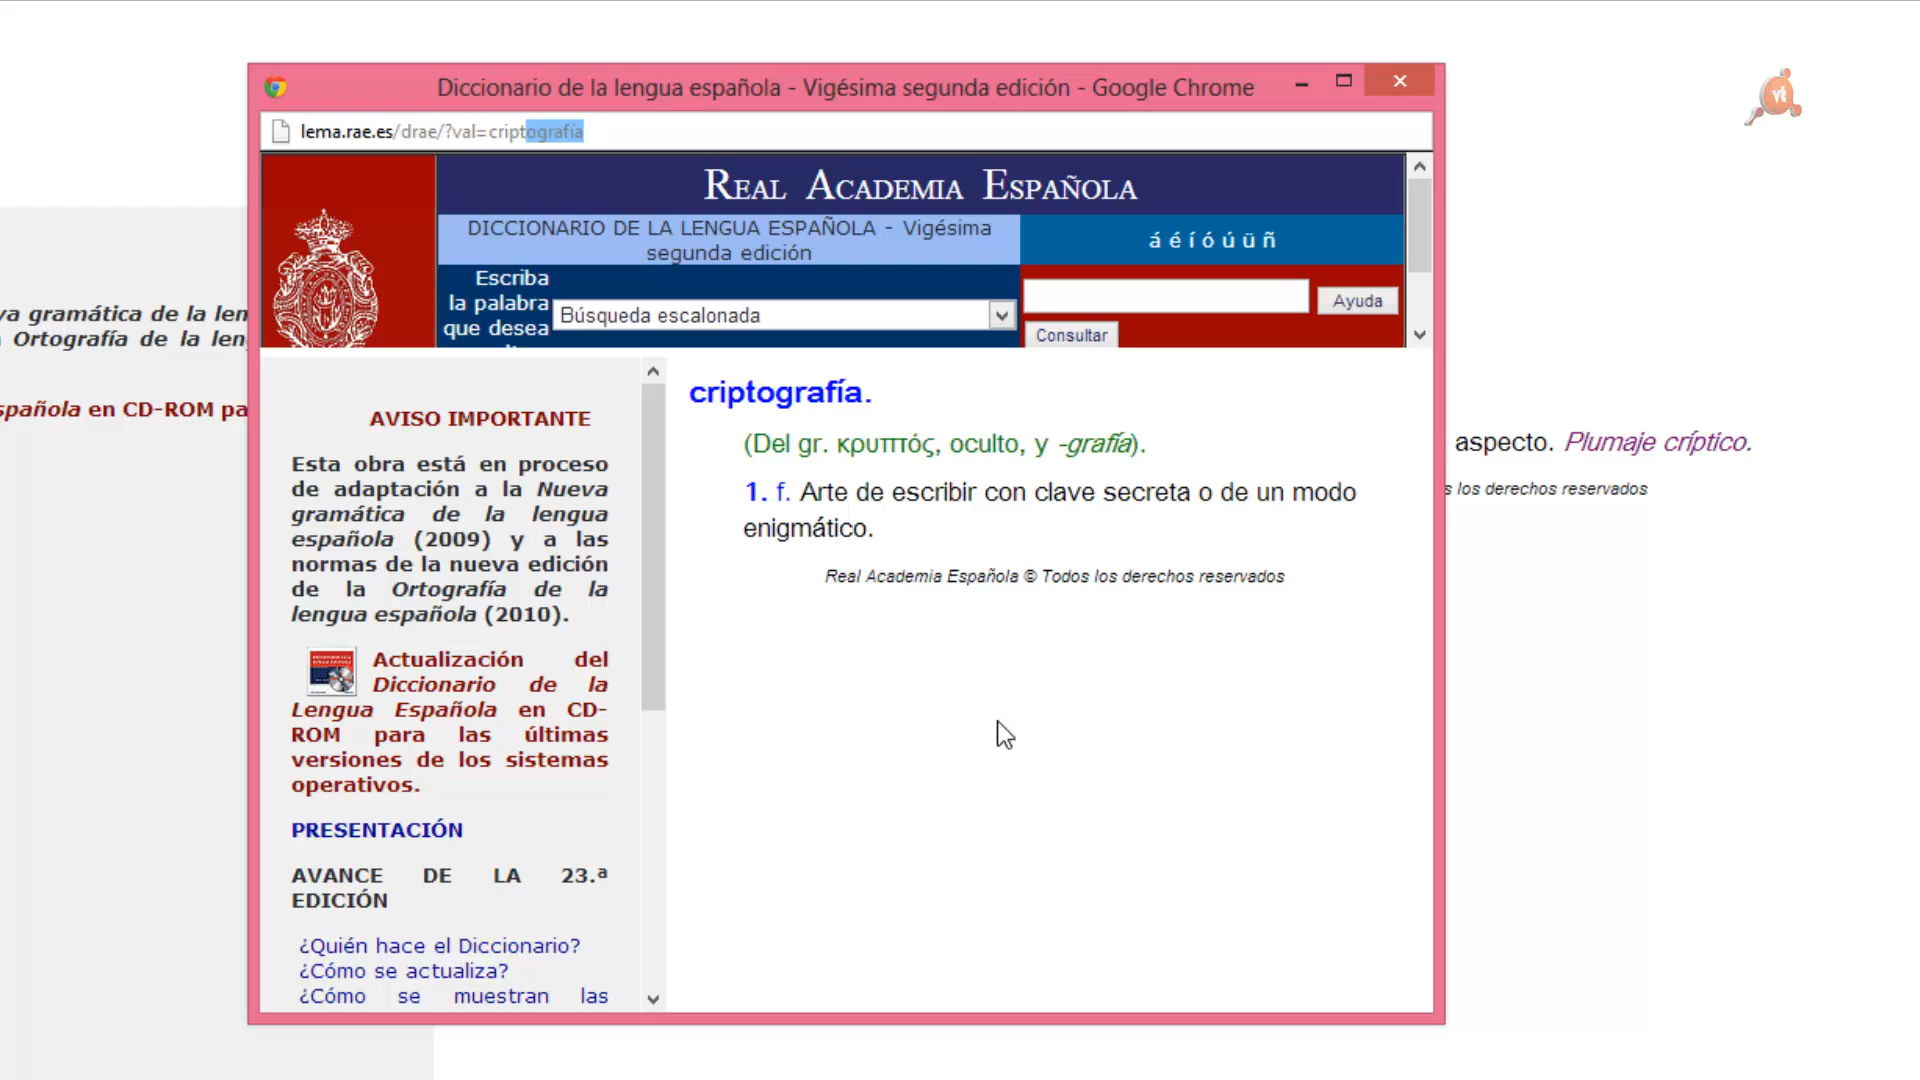 Diccionario de la lengua española - Vigésima segunda edición - Google Chrome
lema.rae.es/drae/?val=criptografía
REAL ACADEMIA ESPAÑOLA
DICCIONARIO DE LA LENGUA ESPAÑOLA - Vigésima
segunda edición
á é í ó ú ü ñ
Escriba
la palabra
que desea
Búsqueda escalonada
Ayuda
Consultar
AVISO IMPORTANTE
Esta obra está en proceso
de adaptación a la Nueva
gramática de la lengua
española (2009) y a las
normas de la nueva edición
de la Ortografía de la
lengua española (2010).
Actualización del
Diccionario de la
Lengua Española en CD-
ROM para las últimas
versiones de los sistemas
operativos.
PRESENTACIÓN
AVANCE DE LA 23.ª
EDICIÓN
¿Quién hace el Diccionario?
¿Cómo se actualiza?
¿Cómo se muestran las
criptografía.
(Del gr. κρυπτός, oculto, y -grafía).
1. f. Arte de escribir con clave secreta o de un modo
enigmático.
Real Academia Española © Todos los derechos reservados
va gramática de la len
Ortografía de la len
spañola en CD-ROM pa
aspecto. Plumaje críptico.
s los derechos reservados
vt